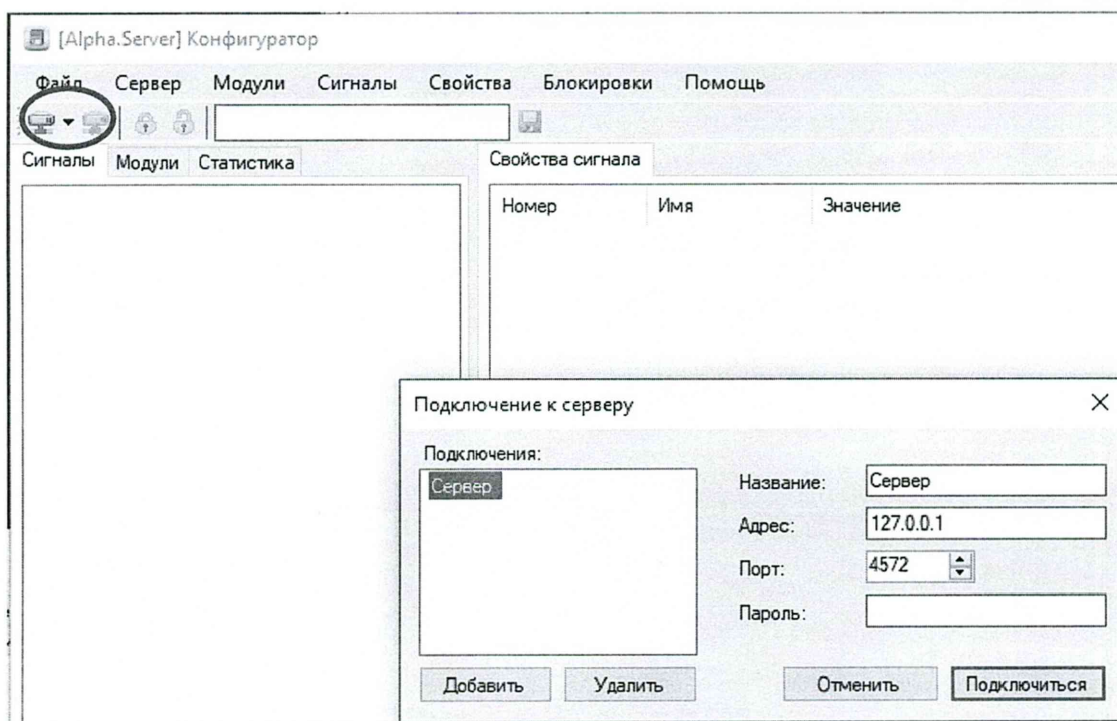 [Alpha.Server] Конфигуратор
Файл Сервер Модули Сигналы Свойства Блокировки Помощь
Сигналы Модули Статистика
Свойства сигнала
Номер Имя Значение
Подключение к серверу
Подключения:
Сервер
Название: Сервер
Адрес: 127.0.0.1
Порт: 4572
Пароль:
Добавить Удалить Отменить Подключиться